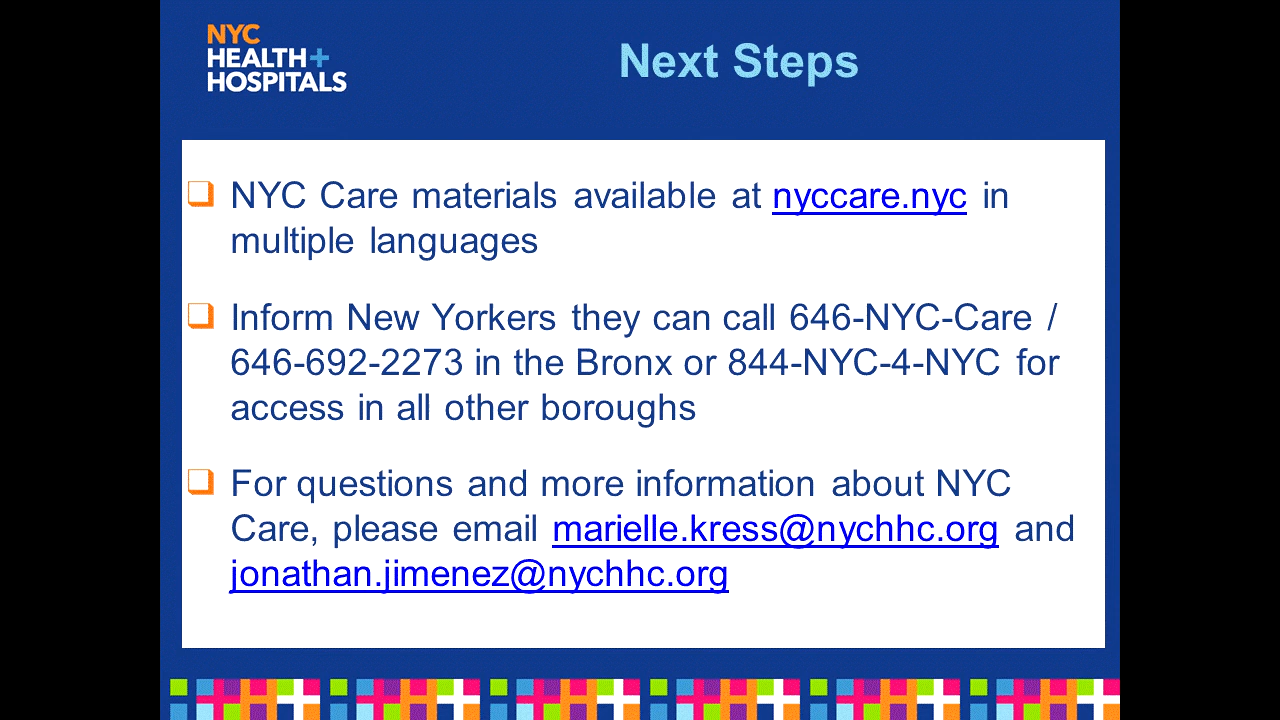 NYC
HEALTH+
HOSPITALS
Next Steps
NYC Care materials available at nyccare.nyc in
multiple languages
Inform New Yorkers they can call 646-NYC-Care /
646-692-2273 in the Bronx or 844-NYC-4-NYC for
access in all other boroughs
For questions and more information about NYC
Care, please email marielle.kress@nychhc.org and
jonathan.jimenez@nychhc.org